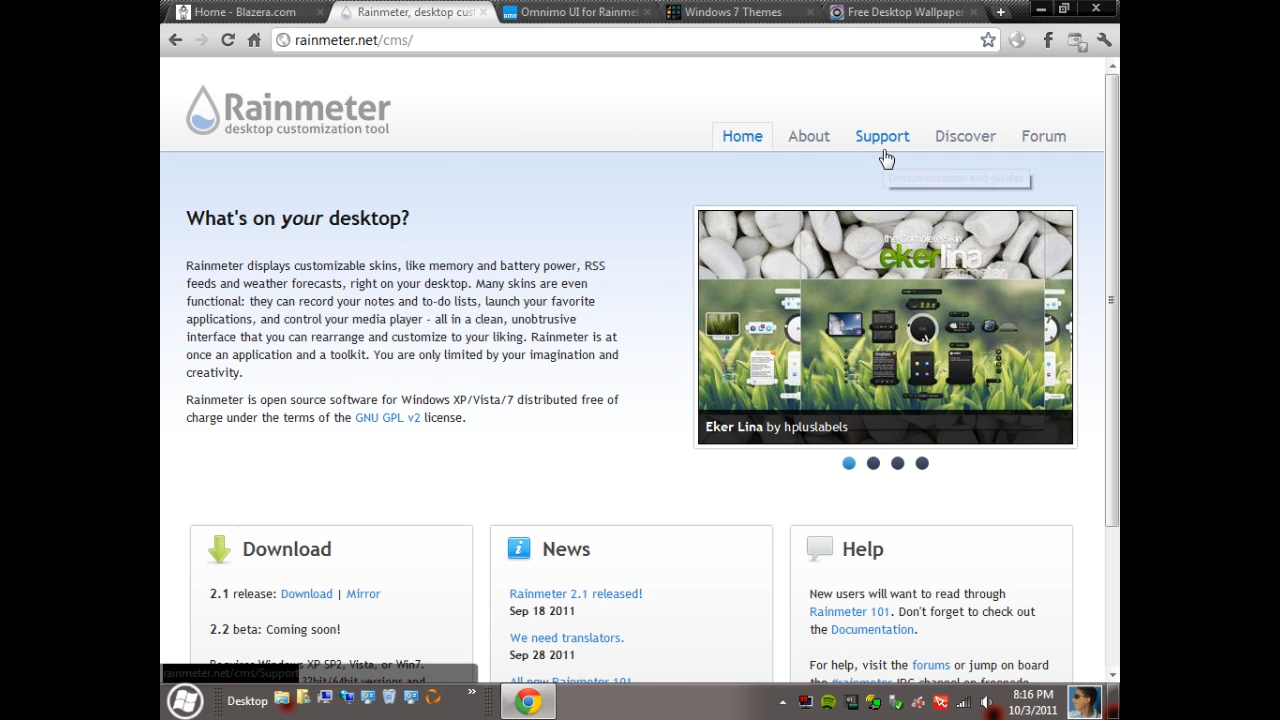 Home - Blazera.com
Rainmeter, desktop cus
Omnimo UI for Rainme
Windows 7 Themes
Free Desktop Wallpape
rainmeter.net/cms/
Rainmeter
desktop customization tool
Home
About
Support
Discover
Forum
Documentation and guides
What's on your desktop?
Rainmeter displays customizable skins, like memory and battery power, RSS
feeds and weather forecasts, right on your desktop. Many skins are even
functional: they can record your notes and to-do lists, launch your favorite
applications, and control your media player - all in a clean, unobtrusive
interface that you can rearrange and customize to your liking. Rainmeter is at
once an application and a toolkit. You are only limited by your imagination and
creativity.
Rainmeter is open source software for Windows XP/Vista/7 distributed free of
charge under the terms of the GNU GPL v2 license.
the Complete Skin
ekerlina
rainmeter
Eker Lina by hpluslabels
Download
2.1 release: Download | Mirror
2.2 beta: Coming soon!
Requires Windows XP SP2, Vista, or Win7.
32bit/64bit versions and
News
Rainmeter 2.1 released!
Sep 18 2011
We need translators.
Sep 28 2011
All new Rainmeter 101
Help
New users will want to read through
Rainmeter 101. Don't forget to check out
the Documentation.
For help, visit the forums or jump on board
the #rainmeter IRC channel on freenode
rainmeter.net/cms/Support
Desktop
8:16 PM
10/3/2011